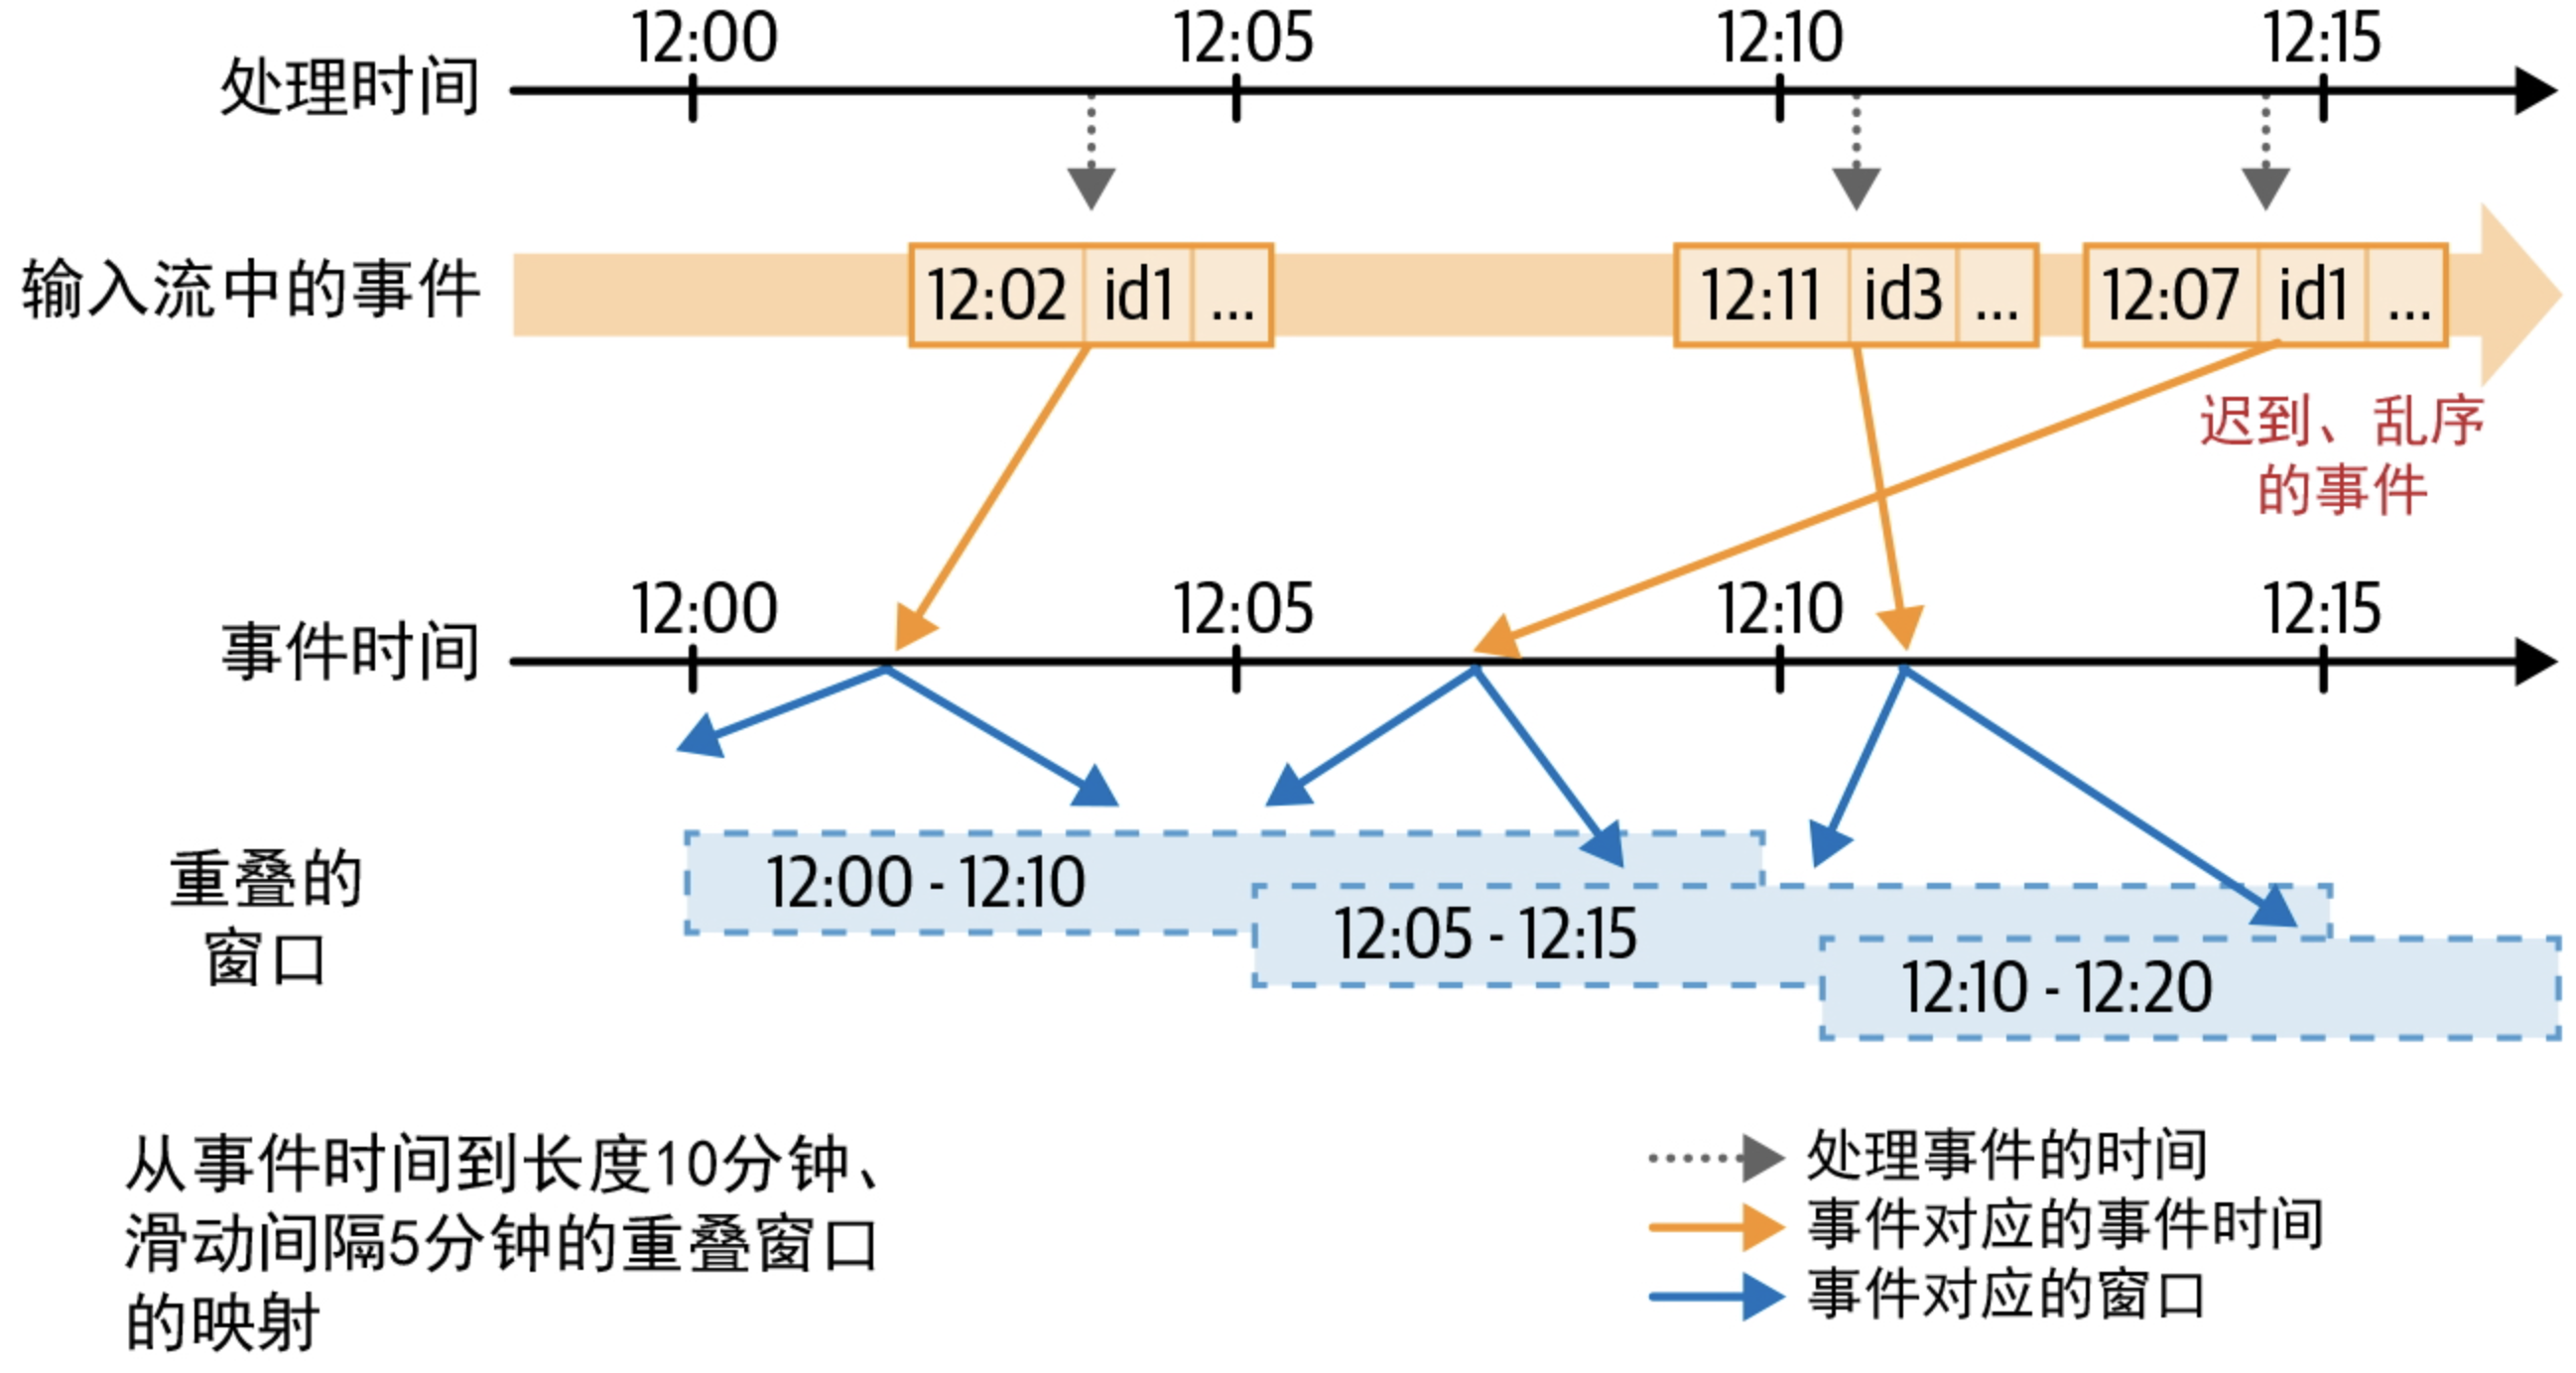 12:00 12:05 12:10 12:15
处理时间
输入流中的事件
12:02 id1 ...
12:11 id3 ...
12:07 id1 ...
迟到、乱序
的事件
12:00 12:05 12:10 12:15
事件时间
重叠的
窗口
12:00 - 12:10
12:05 - 12:15
12:10 - 12:20
从事件时间到长度10分钟、
滑动间隔5分钟的重叠窗口
的映射
处理事件的时间
事件对应的事件时间
事件对应的窗口